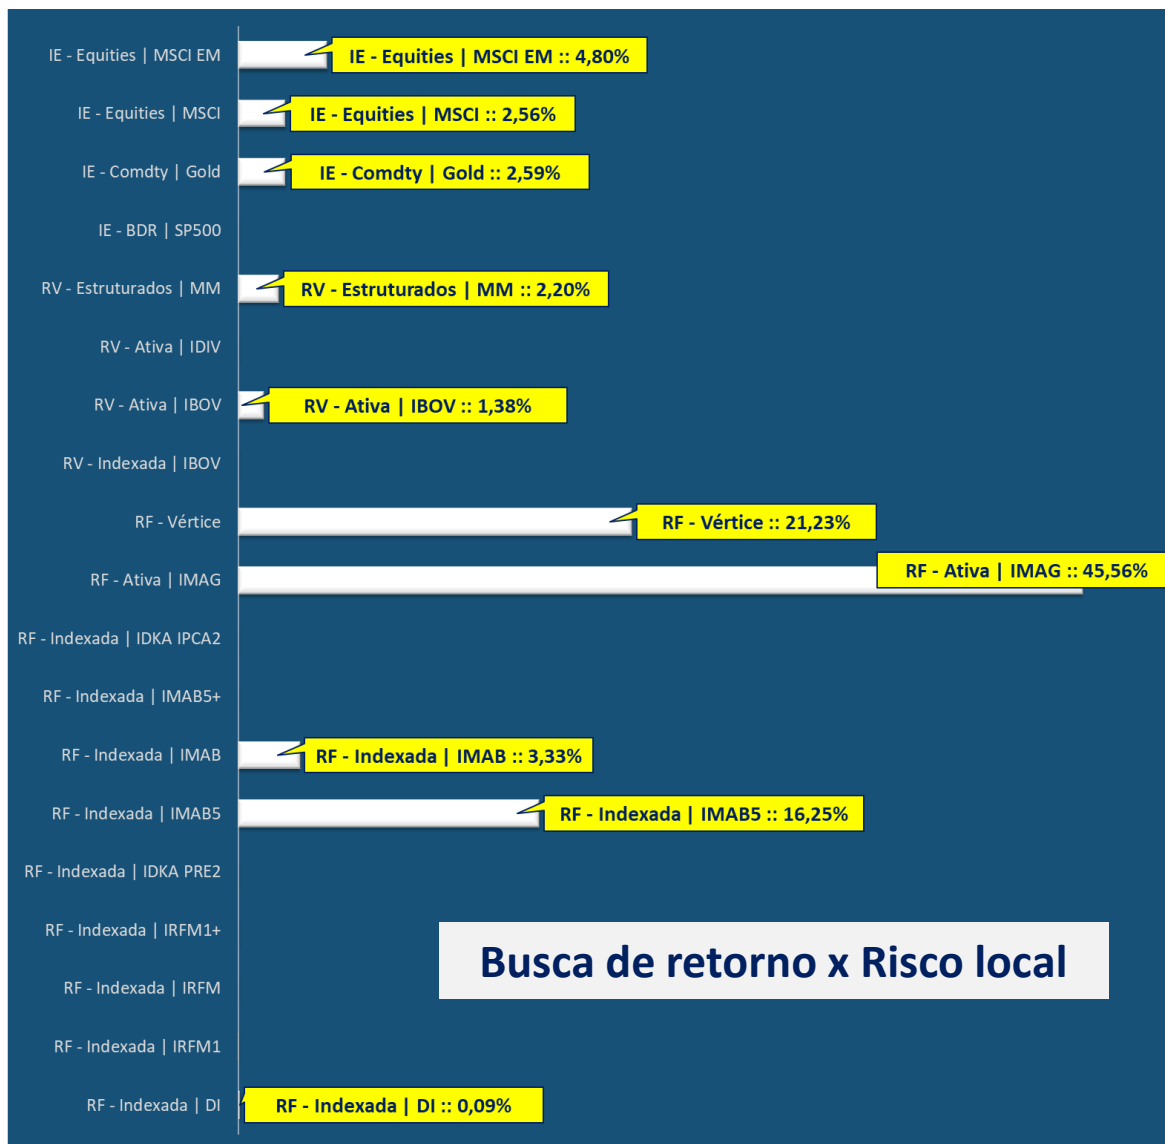 IE - Equities | MSCI EM
IE - Equities | MSCI EM :: 4,80%
IE - Equities | MSCI
IE - Equities | MSCI :: 2,56%
IE - Comdty | Gold
IE - Comdty | Gold :: 2,59%
IE - BDR | SP500
RV - Estruturados | MM
RV - Estruturados | MM :: 2,20%
RV - Ativa | IDIV
RV - Ativa | IBOV
RV - Ativa | IBOV :: 1,38%
RV - Indexada | IBOV
RF - Vértice
RF - Vértice :: 21,23%
RF - Ativa | IMAG
RF - Ativa | IMAG :: 45,56%
RF - Indexada | IDKA IPCA2
RF - Indexada | IMAB5+
RF - Indexada | IMAB
RF - Indexada | IMAB :: 3,33%
RF - Indexada | IMAB5
RF - Indexada | IMAB5 :: 16,25%
RF - Indexada | IDKA PRE2
RF - Indexada | IRFM1+
Busca de retorno x Risco local
RF - Indexada | IRFM
RF - Indexada | IRFM1
RF - Indexada | DI
RF - Indexada | DI :: 0,09%